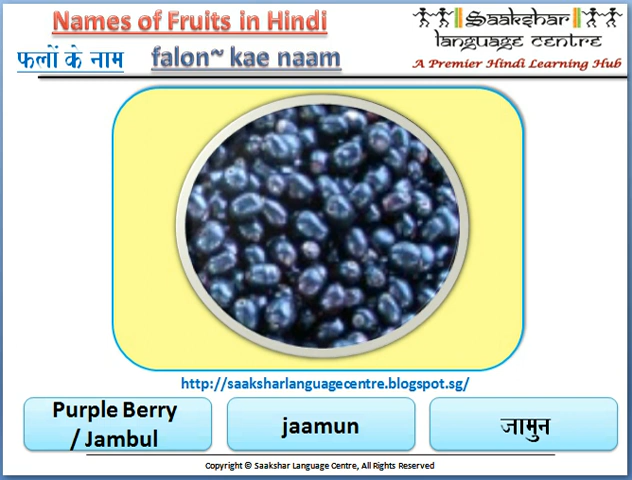 Names of Fruits in Hindi
फलों के नाम falon~ kae naam
Saakshar
language centre
A Premier Hindi Learning Hub
http://saaksharlanguagecentre.blogspot.sg/
Purple Berry
/ Jambul
jaamun
जामुन
Copyright © Saakshar Language Centre, All Rights Reserved